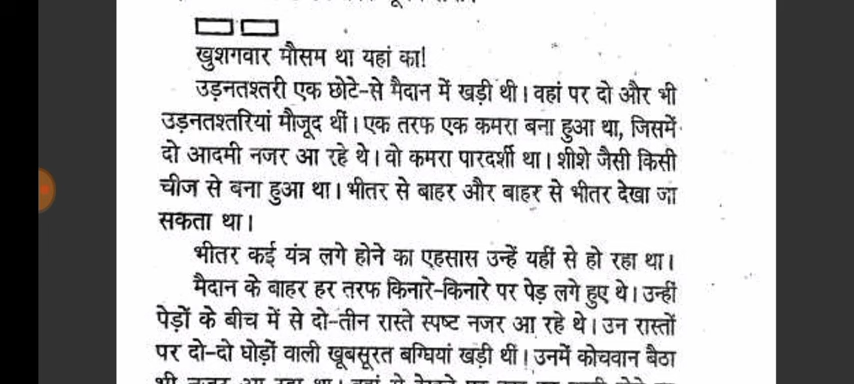 खुशगवार मौसम था यहां का!
उड़नतश्तरी एक छोटे-से मैदान में खड़ी थी। वहां पर दो और भी
उड़नतश्तरियां मौजूद थीं। एक तरफ एक कमरा बना हुआ था, जिसमें
दो आदमी नजर आ रहे थे। वो कमरा पारदर्शी था। शीशे जैसी किसी
चीज से बना हुआ था। भीतर से बाहर और बाहर से भीतर देखा जा
सकता था।
भीतर कई यंत्र लगे होने का एहसास उन्हें यहीं से हो रहा था।
मैदान के बाहर हर तरफ किनारे-किनारे पर पेड़ लगे हुए थे। उन्हीं
पेड़ों के बीच में से दो-तीन रास्ते स्पष्ट नजर आ रहे थे। उन रास्तों
पर दो-दो घोड़ों वाली खूबसूरत बग्घियां खड़ी थीं। उनमें कोचवान बैठा